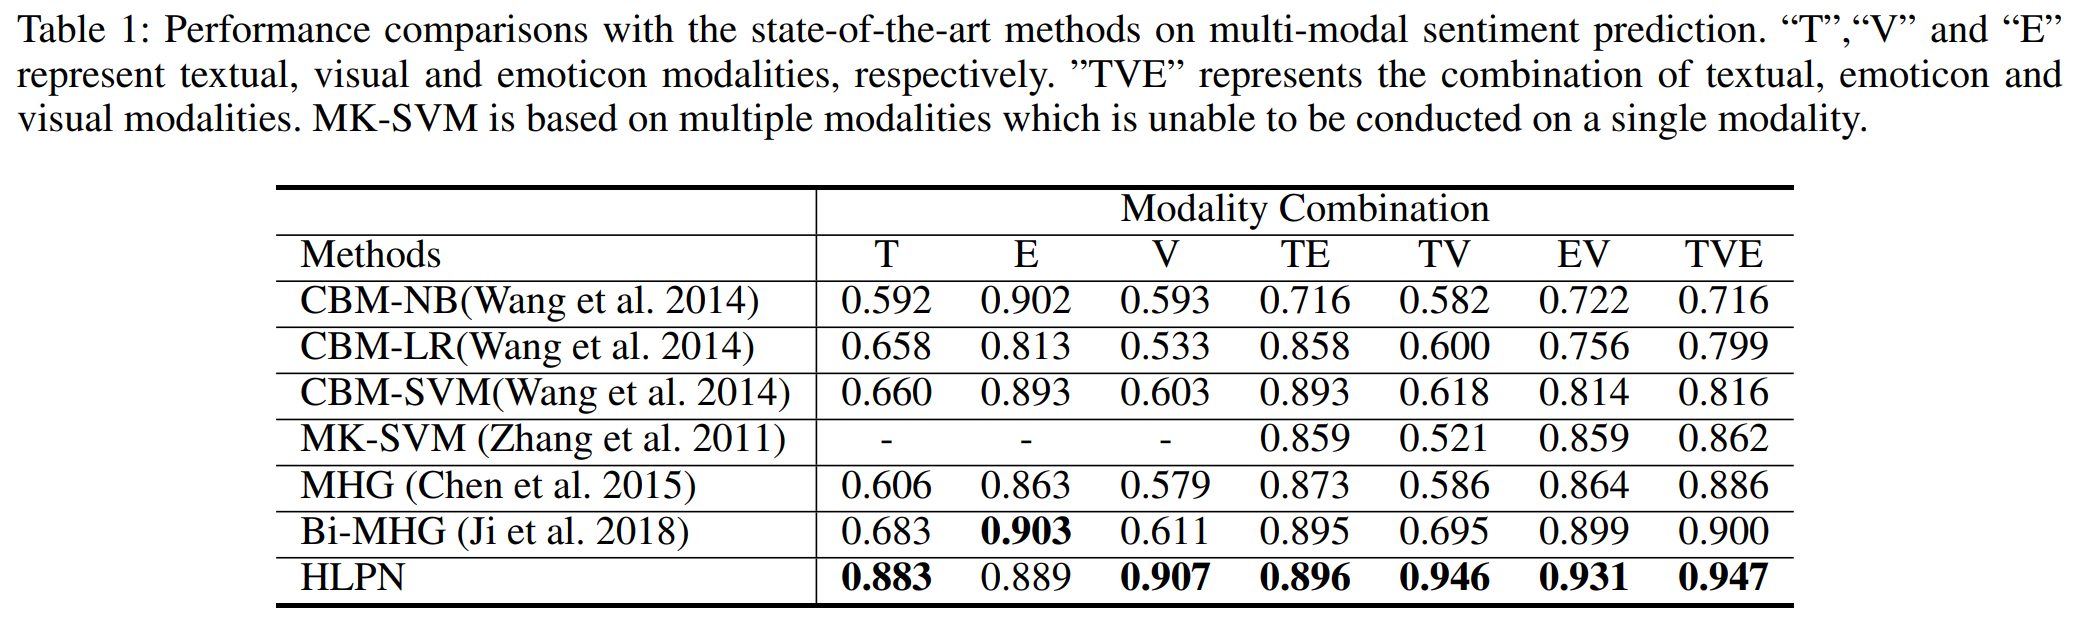 Table 1: Performance comparisons with the state-of-the-art methods on multi-modal sentiment prediction. “T”,“V” and “E”
represent textual, visual and emoticon modalities, respectively. ”TVE” represents the combination of textual, emoticon and
visual modalities. MK-SVM is based on multiple modalities which is unable to be conducted on a single modality.
Modality Combination
Methods T E V TE TV EV TVE
CBM-NB(Wang et al. 2014) 0.592 0.902 0.593 0.716 0.582 0.722 0.716
CBM-LR(Wang et al. 2014) 0.658 0.813 0.533 0.858 0.600 0.756 0.799
CBM-SVM(Wang et al. 2014) 0.660 0.893 0.603 0.893 0.618 0.814 0.816
MK-SVM (Zhang et al. 2011) - - - 0.859 0.521 0.859 0.862
MHG (Chen et al. 2015) 0.606 0.863 0.579 0.873 0.586 0.864 0.886
Bi-MHG (Ji et al. 2018) 0.683 0.903 0.611 0.895 0.695 0.899 0.900
HLPN 0.883 0.889 0.907 0.896 0.946 0.931 0.947